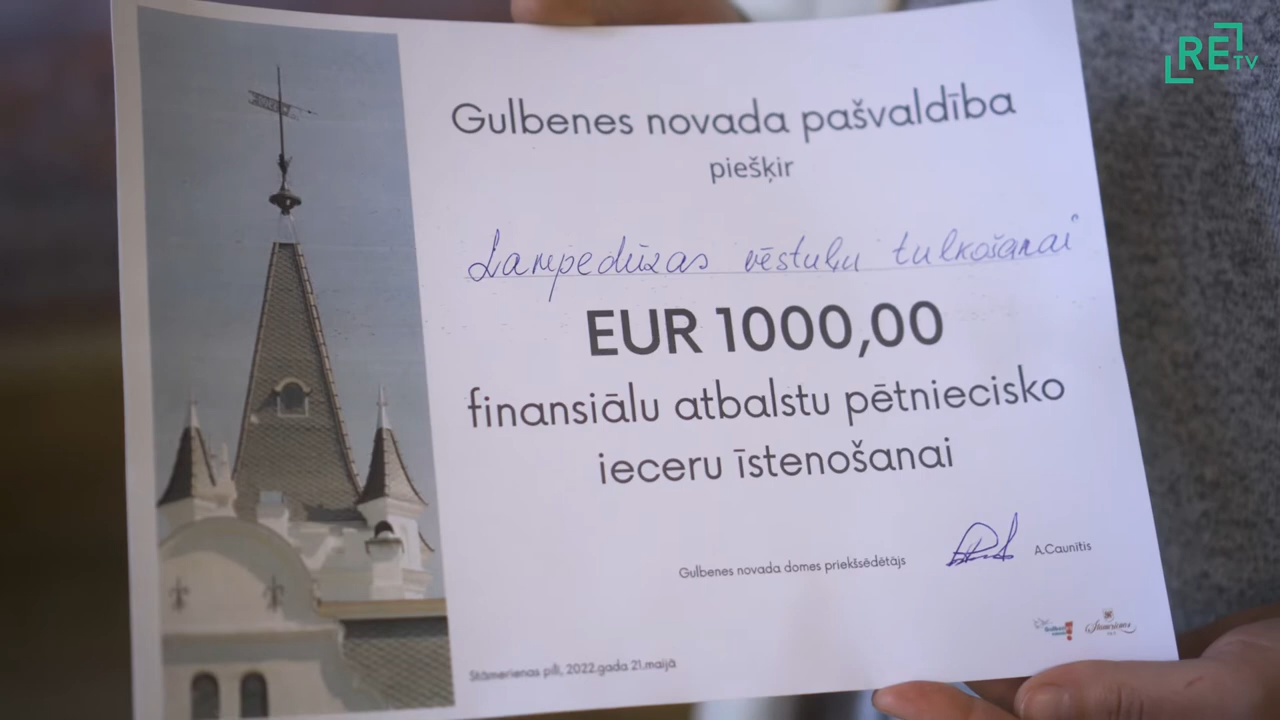 RE TV
Gulbenes novada pašvaldība
piešķir
Lampedūzas vēstuļu tulkošanai
EUR 1000,00
finansiālu atbalstu pētniecisko
ieceru īstenošanai
Gulbenes novada domes priekšsēdētājs
A.Caunītis
Stāmerienas pilī, 2022.gada 21.maijā